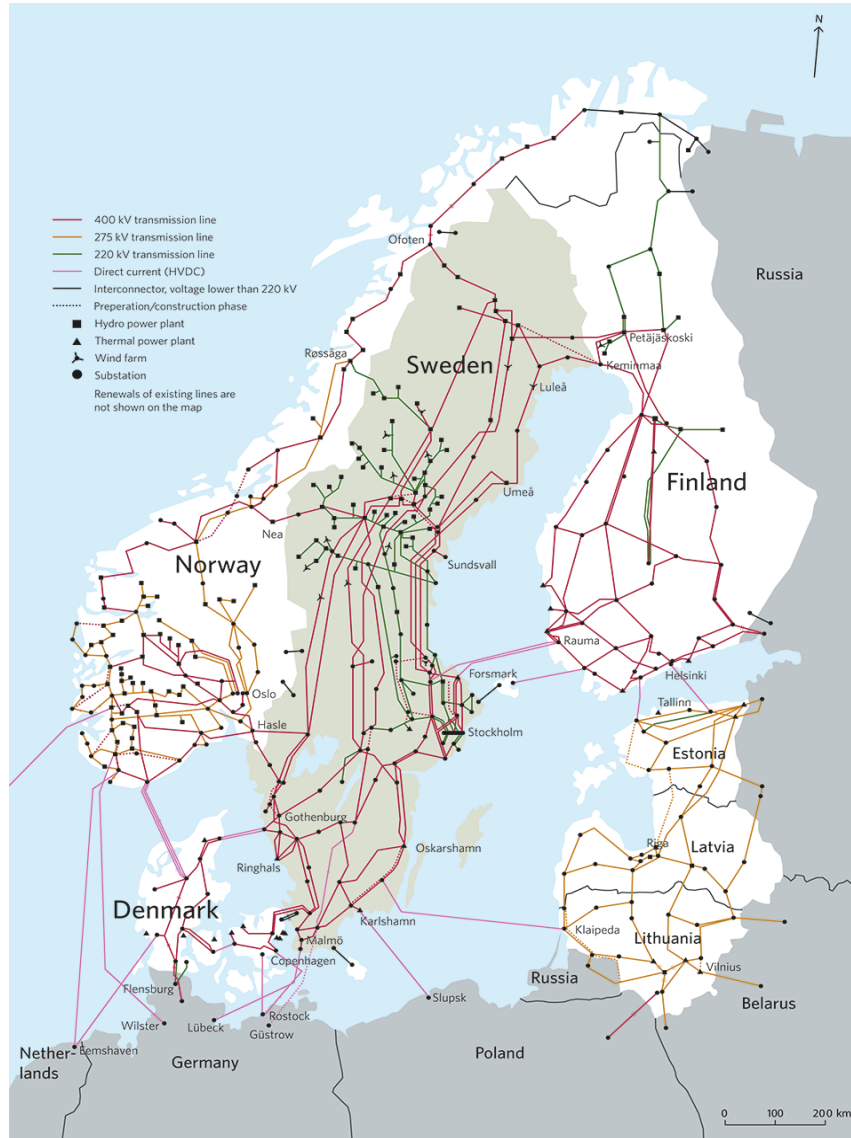 N
400 kV transmission line
275 kV transmission line
220 kV transmission line
Direct current (HVDC)
Interconnector, voltage lower than 220 kV
Preperation/construction phase
Hydro power plant
Thermal power plant
Wind farm
Substation
Renewals of existing lines are
not shown on the map
Ofoten
Russia
Røssåga
Petäjäskoski
Sweden
Keminmaa
Luleå
Finland
Umeå
Nea
Norway
Sundsvall
Rauma
Forsmark
Helsinki
Oslo
Tallinn
Hasle
Stockholm
Estonia
Gothenburg
Riga
Oskarshamn
Latvia
Ringhals
Denmark
Karlshamn
Klaipeda
Malmö
Lithuania
Copenhagen
Vilnius
Russia
Flensburg
Slupsk
Belarus
Rostock
Wilster
Lübeck
Güstrow
Nether-
lands
Eemshaven
Germany
Poland
0 100 200 km